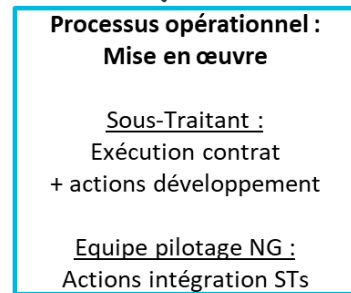 Processus opérationnel :
Mise en œuvre
Sous-Traitant :
Exécution contrat
+ actions développement
Equipe pilotage NG :
Actions intégration STs